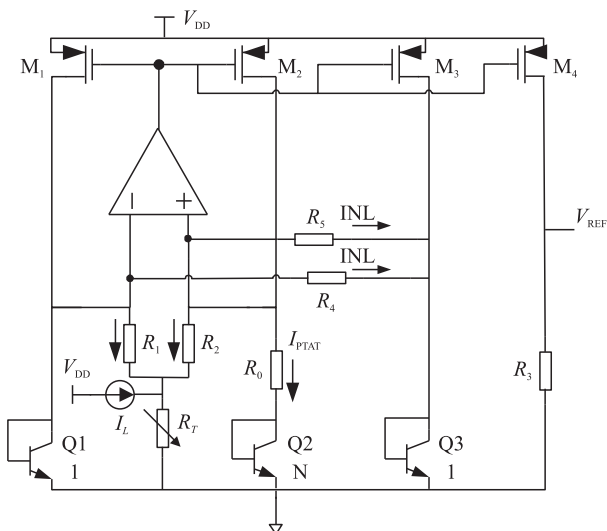 V_DD
M_1
M_2
M_3
M_4
− +
R_5
INL
V_REF
INL
R_4
R_1
R_2
I_PTAT
V_DD
R_0
R_3
I_L
R_T
Q1
1
Q2
N
Q3
1